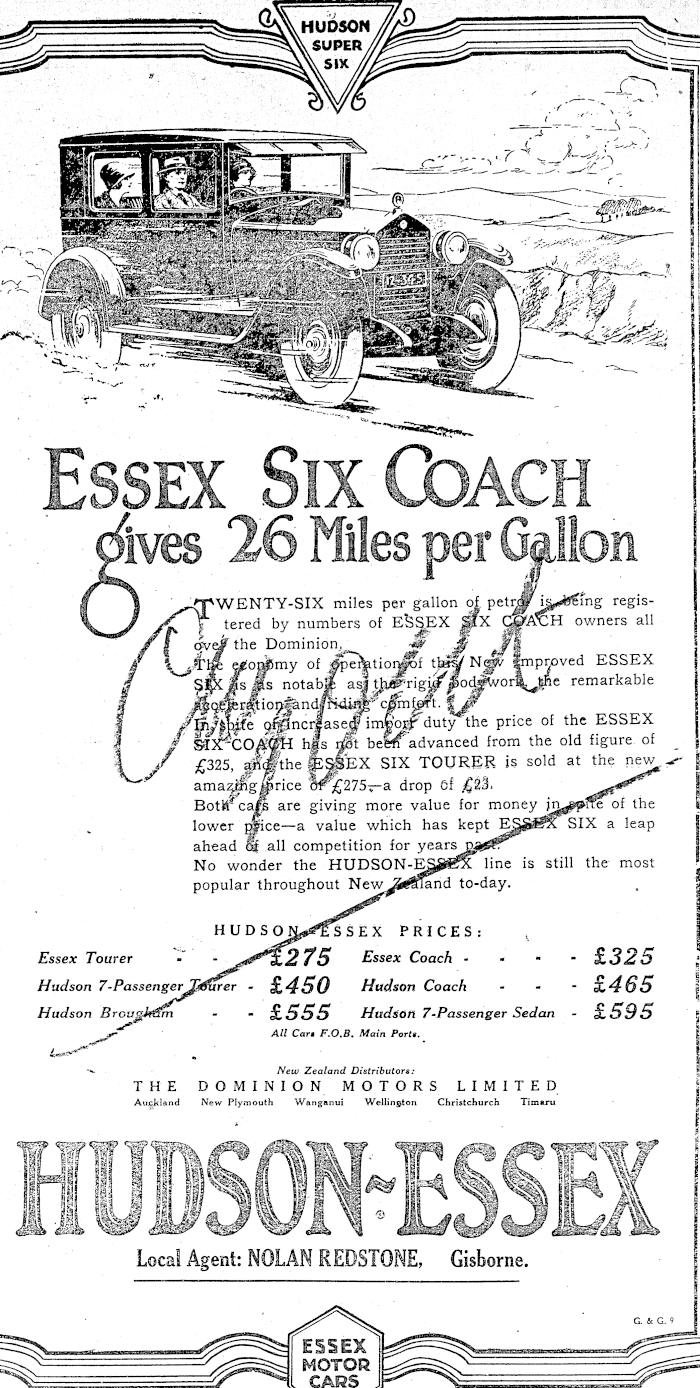 HUDSON
SUPER
SIX
ESSEX SIX COACH
gives 26 Miles per Gallon
TWENTY-SIX miles per gallon of petrol is being regis-
tered by numbers of ESSEX SIX COACH owners all
over the Dominion.
The economy of operation of this New Improved ESSEX
SIX is as notable as the rigid bodywork, the remarkable
acceleration and riding comfort.
In spite of increased import duty the price of the ESSEX
SIX COACH has not been advanced from the old figure of
£325, and the ESSEX SIX TOURER is sold at the new
amazing price of £275—a drop of £23.
Both cars are giving more value for money in spite of the
lower price—a value which has kept ESSEX SIX a leap
ahead of all competition for years past.
No wonder the HUDSON-ESSEX line is still the most
popular throughout New Zealand to-day.
HUDSON-ESSEX PRICES:
Essex Tourer - - £275 Essex Coach - - - - £325
Hudson 7-Passenger Tourer - £450 Hudson Coach - - - £465
Hudson Brougham - - £555 Hudson 7-Passenger Sedan - £595
All Cars F.O.B. Main Ports.
New Zealand Distributors:
THE DOMINION MOTORS LIMITED
Auckland New Plymouth Wanganui Wellington Christchurch Timaru
HUDSON~ESSEX
Local Agent: NOLAN REDSTONE, Gisborne.
G. & G. 9
ESSEX
MOTOR
CARS